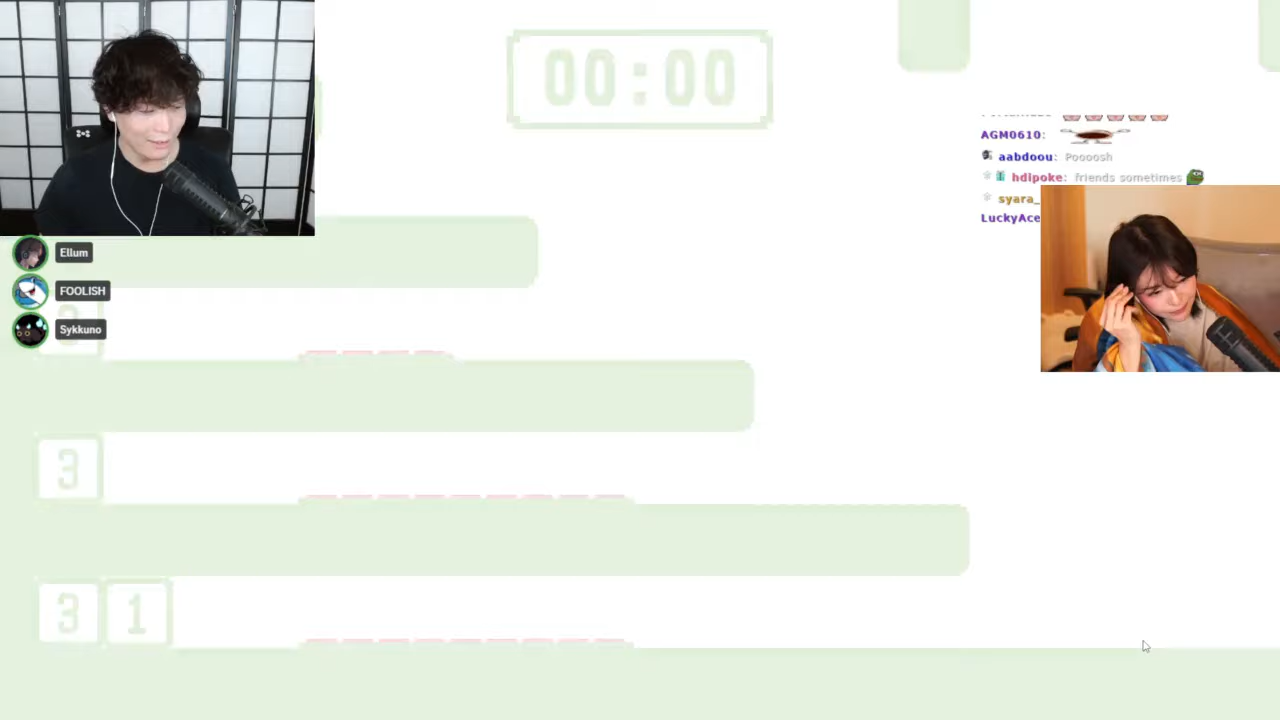 00:00
AGM0610:
aabdoou: Poooosh
hdipoke: friends sometimes
syara_
LuckyAce
Ellum
FOOLISH
Sykkuno
3
3 1